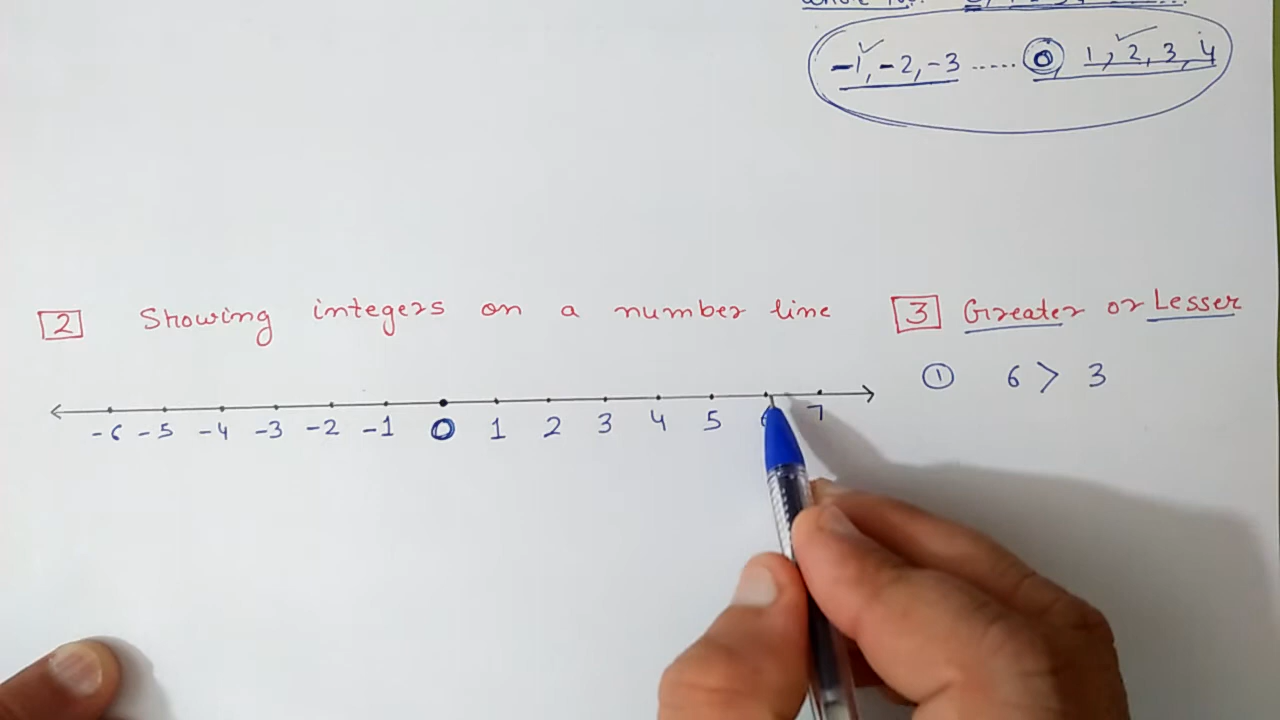 -1, -2, -3 ..... 0, 1, 2, 3, 4
2 Showing integers on a number line
3 Greater or Lesser
① 6 > 3
-6 -5 -4 -3 -2 -1 0 1 2 3 4 5 7